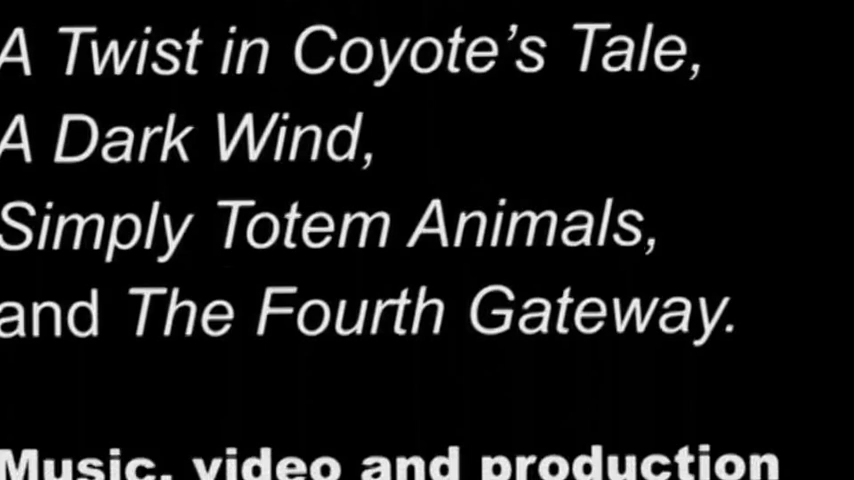 A Twist in Coyote’s Tale,
A Dark Wind,
Simply Totem Animals,
and The Fourth Gateway.
Music, video and production